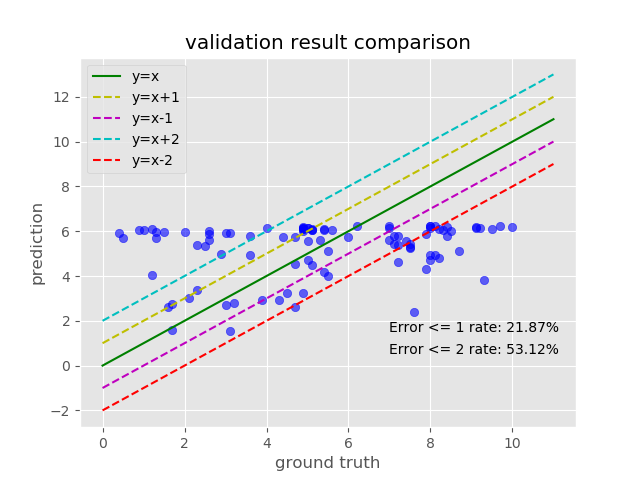 validation result comparison
y=x
y=x+1
y=x-1
y=x+2
y=x-2
12
10
8
6
4
2
0
−2
prediction
Error <= 1 rate: 21.87%
Error <= 2 rate: 53.12%
0 2 4 6 8 10
ground truth